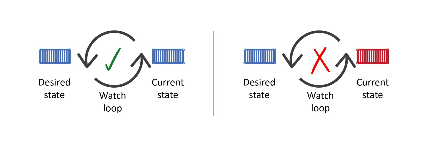 Desired
state
Watch
loop
Current
state
Desired
state
Watch
loop
Current
state